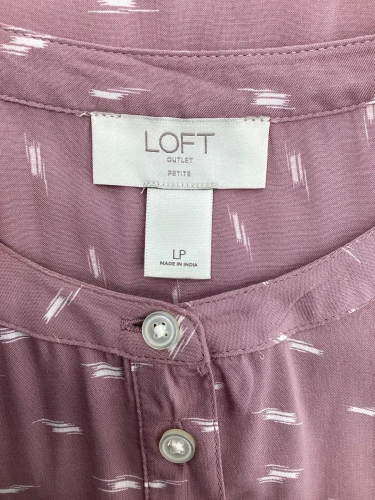 LOFT
OUTLET
PETITE
LP
MADE IN INDIA